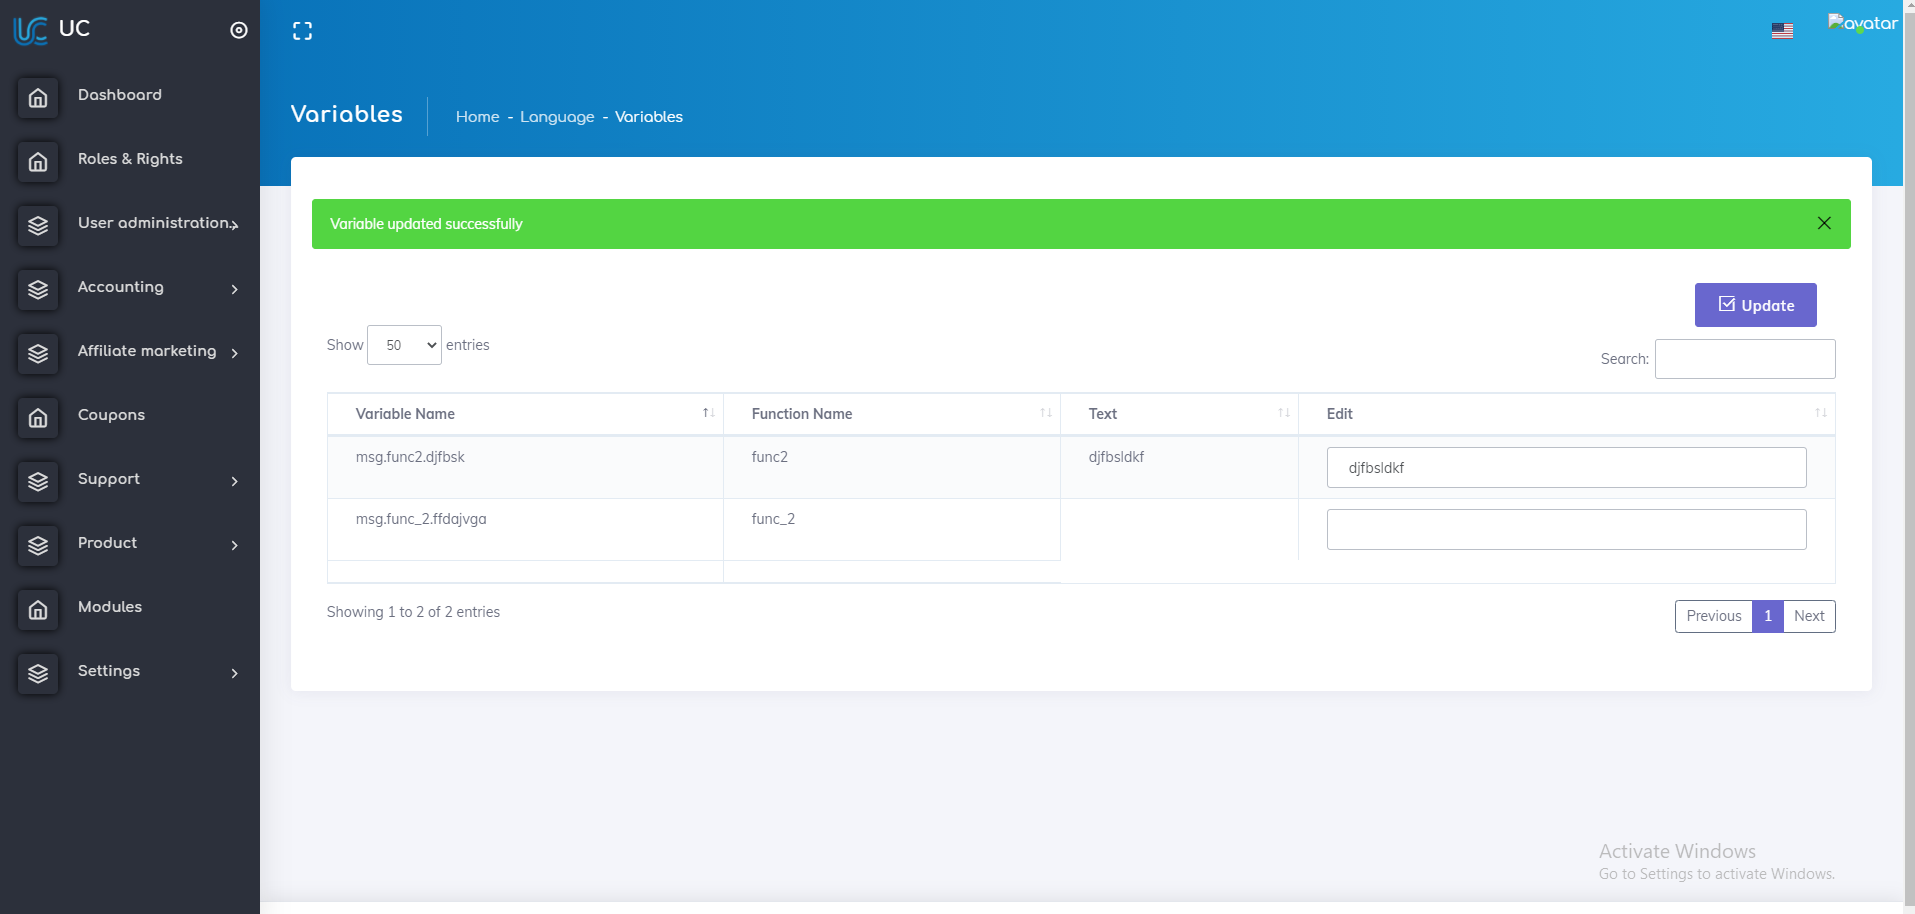 UC
avatar
Dashboard
Roles & Rights
User administration
Accounting
Affiliate marketing
Coupons
Support
Product
Modules
Settings
Variables
Home - Language - Variables
Variable updated successfully
Update
Show 50 entries
Search:
Variable Name Function Name Text Edit
msg.func2.djfbsk func2 djfbsldkf djfbsldkf
msg.func_2.ffdajvga func_2
Showing 1 to 2 of 2 entries
Previous 1 Next
Activate Windows
Go to Settings to activate Windows.